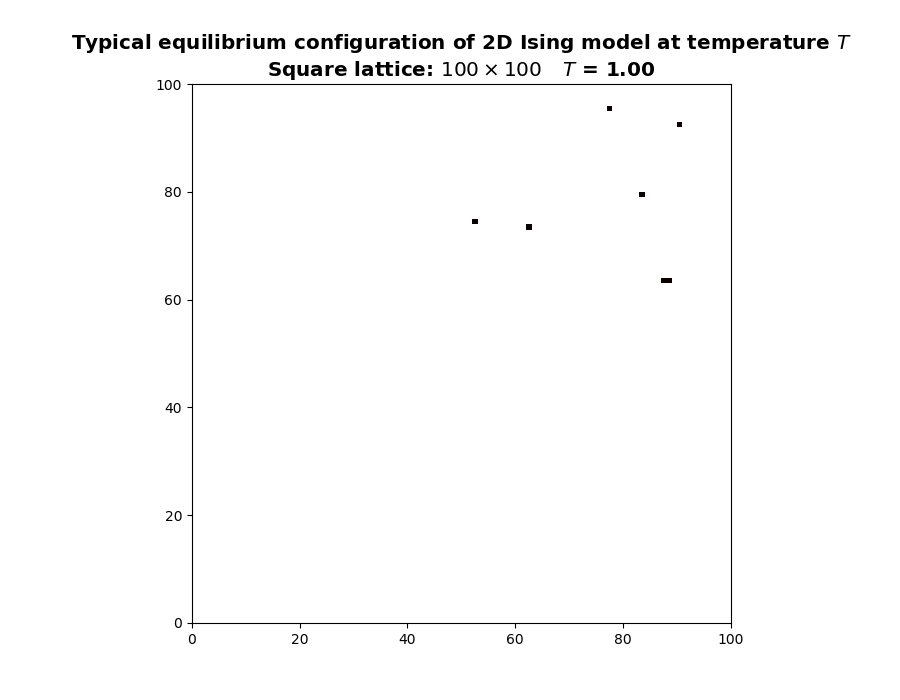 Typical equilibrium configuration of 2D Ising model at temperature T
Square lattice: 100 × 100 T = 1.00
100
80
60
40
20
0
0 20 40 60 80 100